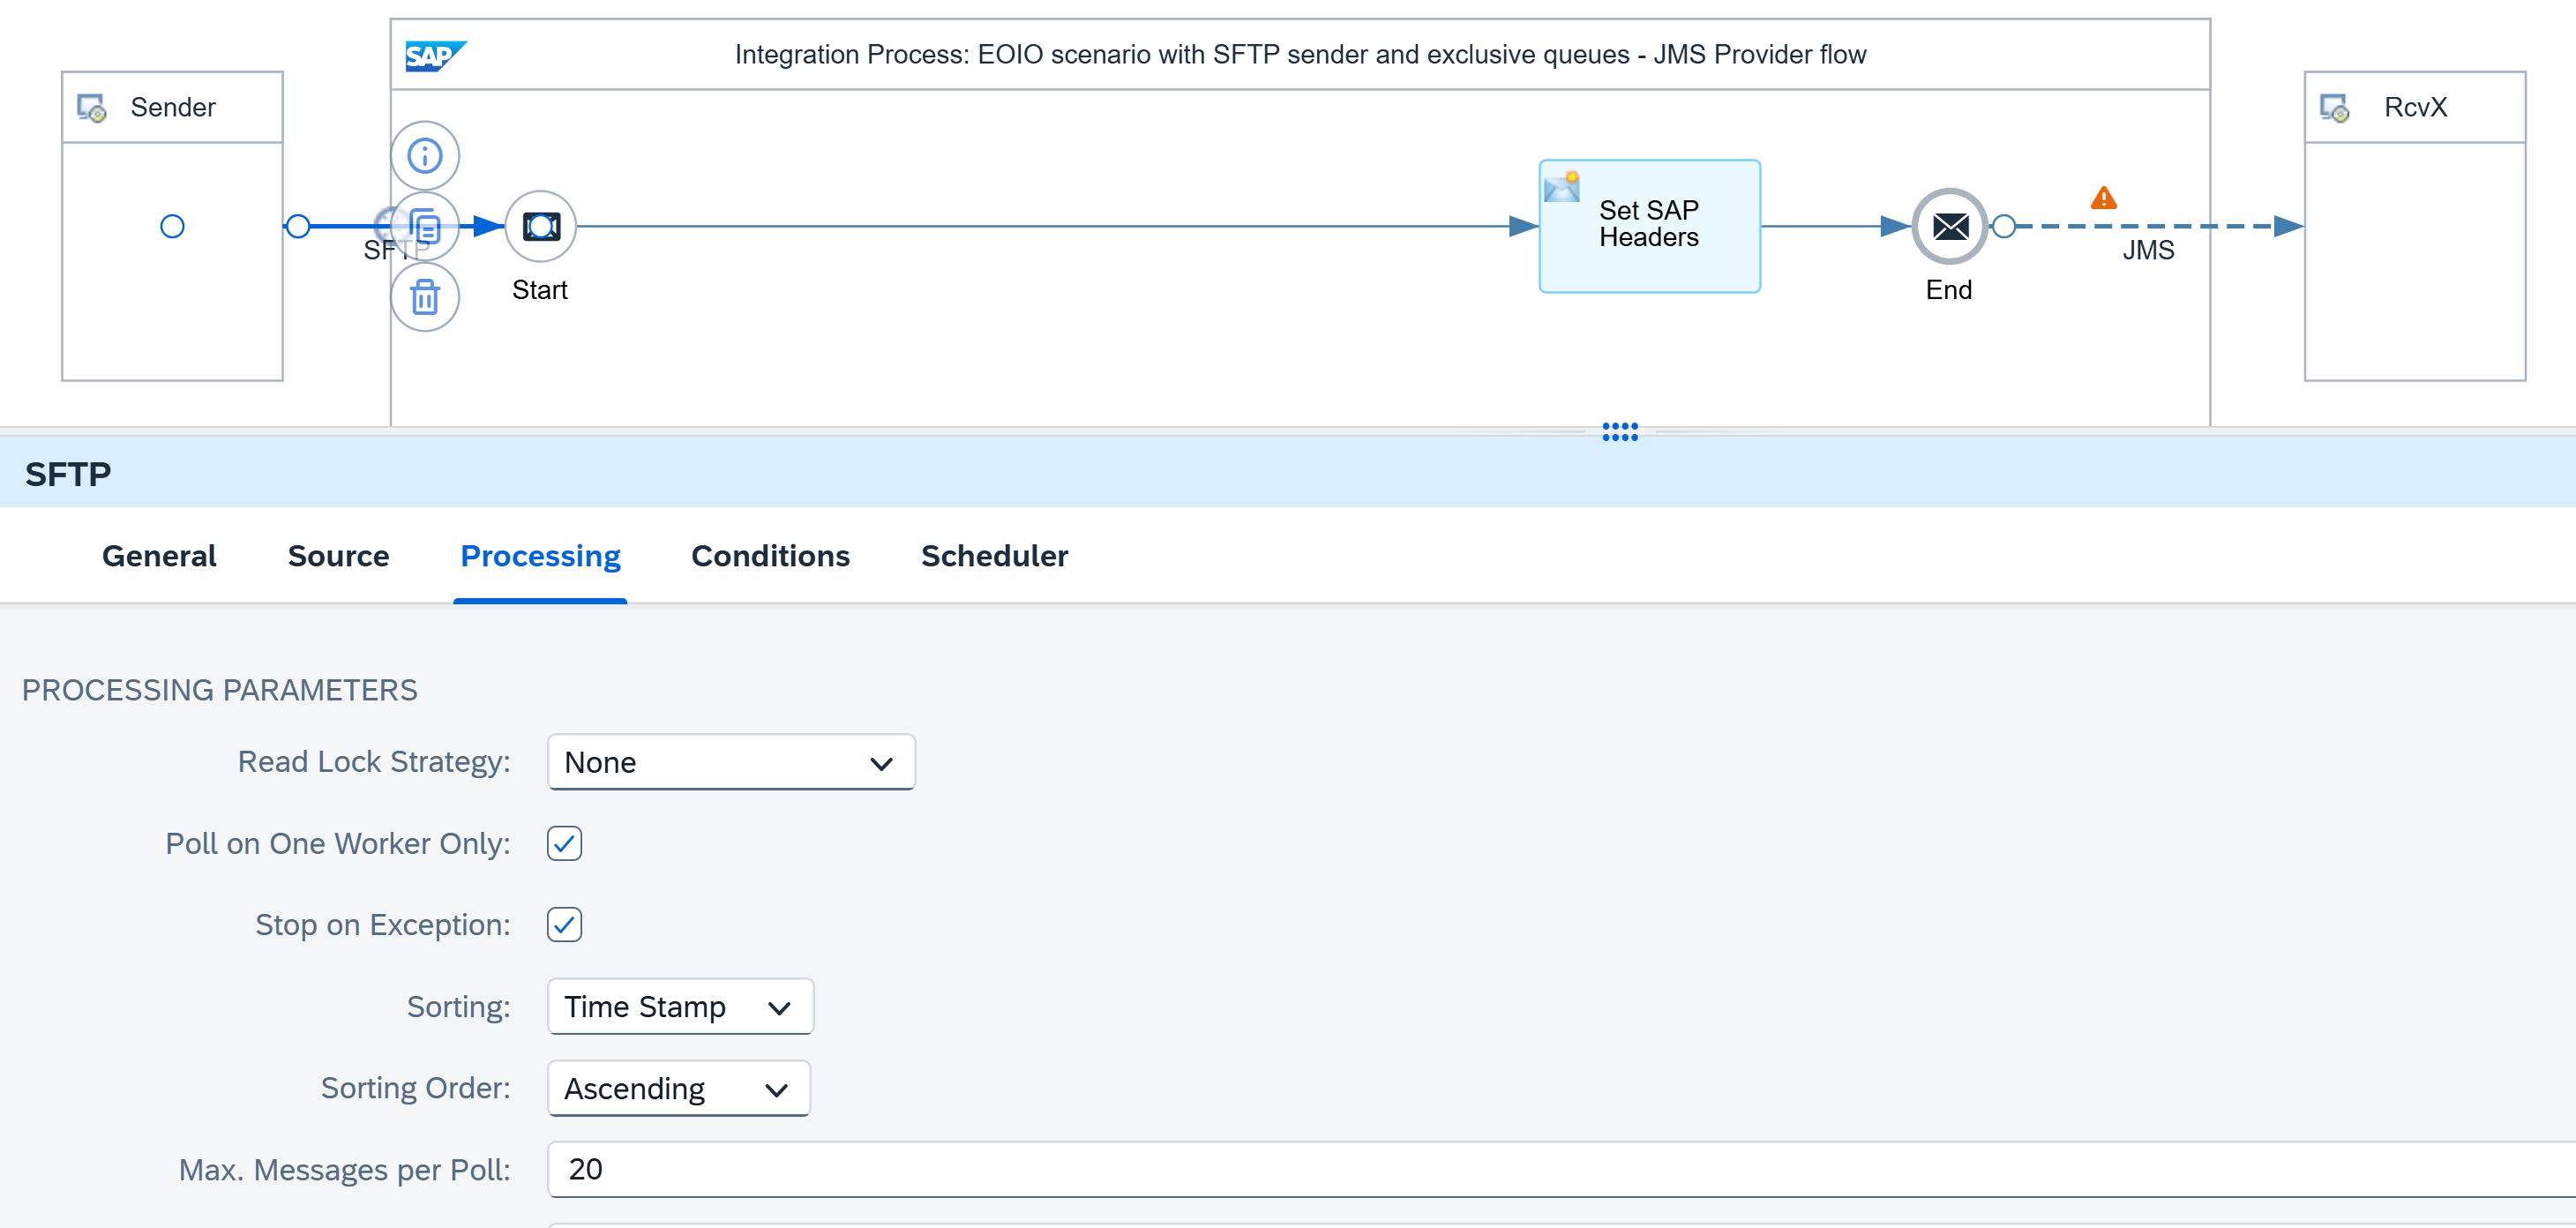 SAP
Integration Process: EOIO scenario with SFTP sender and exclusive queues - JMS Provider flow
Sender
RcvX
SFTP
Start
Set SAP
Headers
End
JMS
SFTP
General Source Processing Conditions Scheduler
PROCESSING PARAMETERS
Read Lock Strategy: None
Poll on One Worker Only:
Stop on Exception:
Sorting: Time Stamp
Sorting Order: Ascending
Max. Messages per Poll: 20